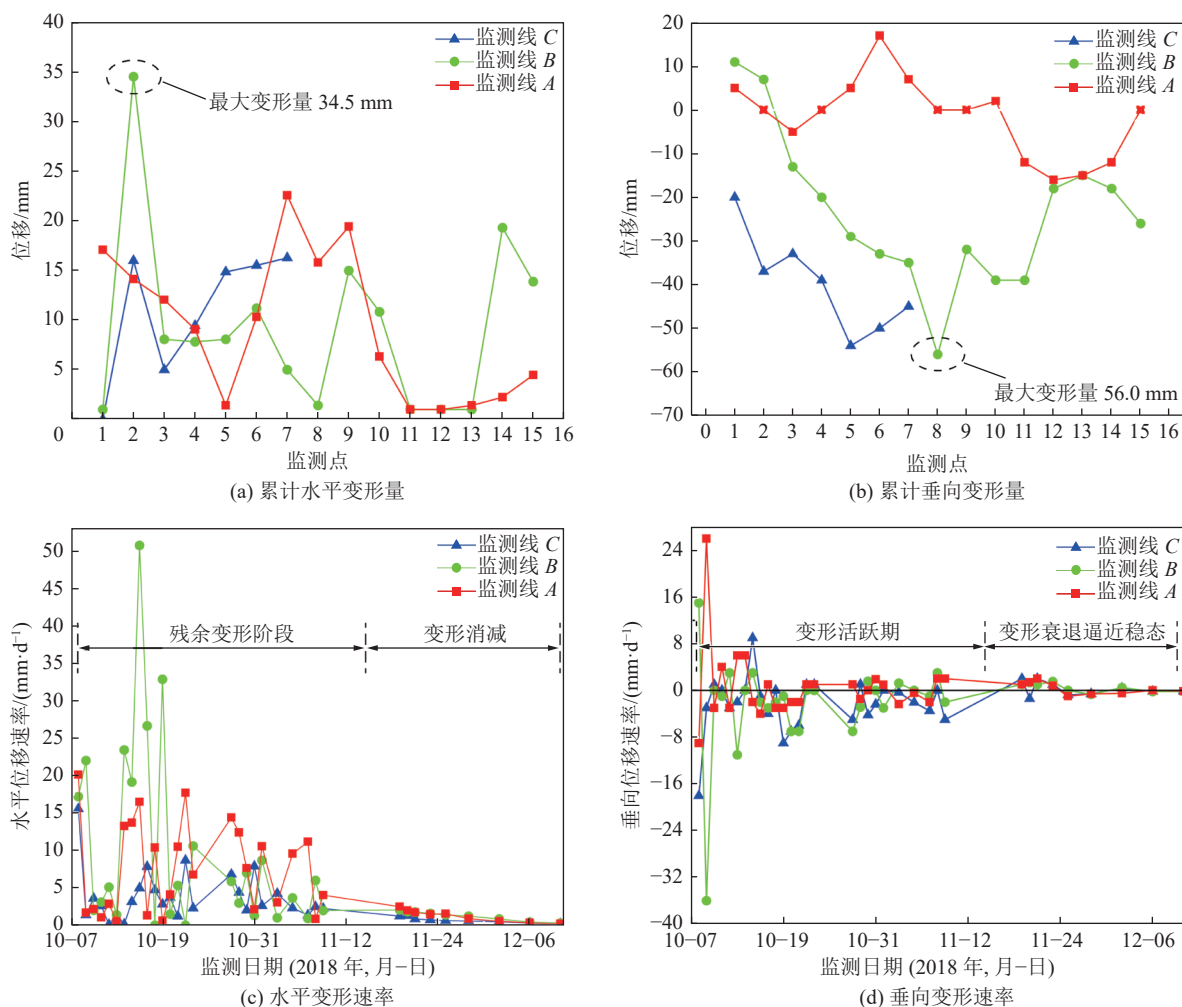 40
35
30
25
20
15
10
5
0
1 2 3 4 5 6 7 8 9 10 11 12 13 14 15 16
位移/mm
监测点
监测线 C
监测线 B
监测线 A
最大变形量 34.5 mm
(a) 累计水平变形量
20
10
0
−10
−20
−30
−40
−50
−60
−70
0 1 2 3 4 5 6 7 8 9 10 11 12 13 14 15 16
位移/mm
监测点
监测线 C
监测线 B
监测线 A
最大变形量 56.0 mm
(b) 累计垂向变形量
50
45
40
35
30
25
20
15
10
5
0
10−07 10−19 10−31 11−12 11−24 12−06
水平位移速率/(mm·d⁻¹)
监测日期 (2018 年, 月−日)
监测线 C
监测线 B
监测线 A
残余变形阶段
变形消减
(c) 水平变形速率
24
16
8
0
−8
−16
−24
−32
−40
10−07 10−19 10−31 11−12 11−24 12−06
垂向位移速率/(mm·d⁻¹)
监测日期 (2018 年, 月−日)
监测线 C
监测线 B
监测线 A
变形活跃期
变形衰退逼近稳态
(d) 垂向变形速率